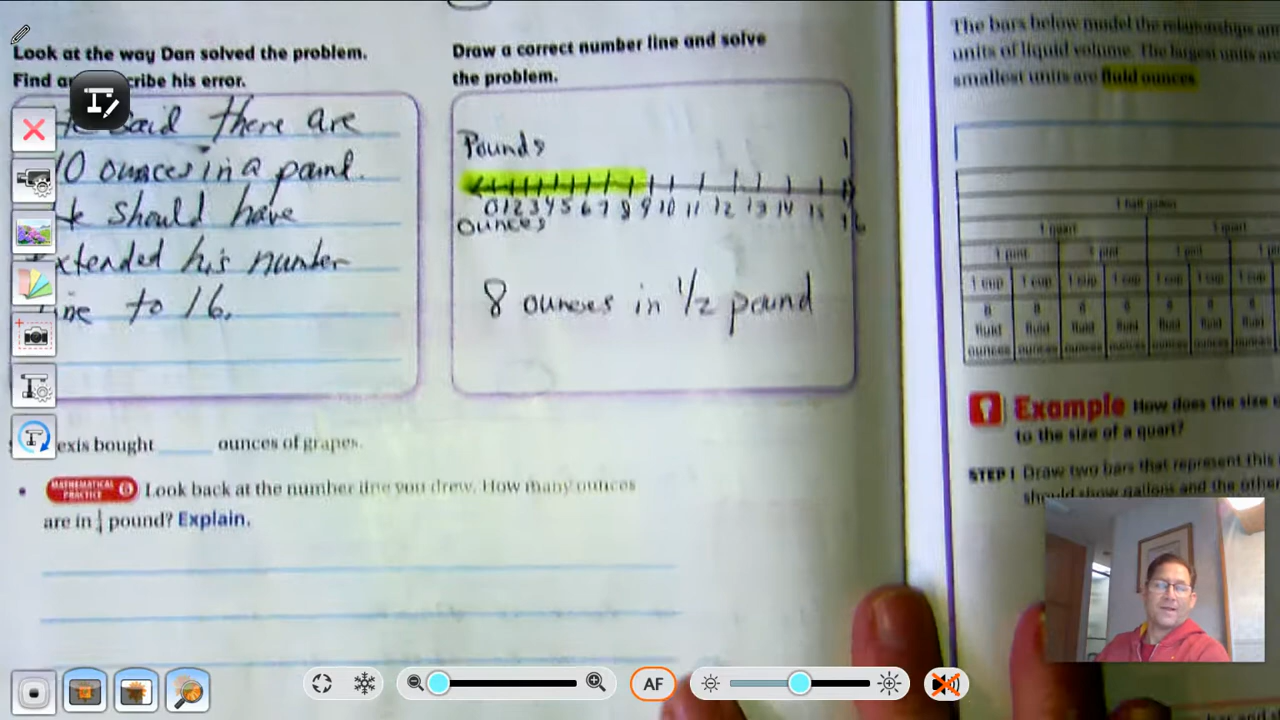 Look at the way Dan solved the problem.
Find an cribe his error.
said there are
10 ounces in a pound.
should have
extended his number
line to 16.
Draw a correct number line and solve
the problem.
Pounds 1
0 1 2 3 4 5 6 7 8 9 10 11 12 13 14 15 16
ounces
8 ounces in 1/2 pound
exis bought ____ ounces of grapes.
MATHEMATICAL PRACTICE 6 Look back at the number line you drew. How many ounces
are in pound? Explain.
The bars below model the relationships
units of liquid volume. The largest units are
smallest units are fluid ounces
1 half gallon
1 quart 1 quart
1 pint 1 pint 1 pint 1
1 cup 1 cup 1 cup 1 cup 1 cup 1 cup 1 cup
8 8 8 8 8 8 8
fluid fluid fluid fluid fluid fluid fluid
ounces ounces ounces ounces ounces ounces ounces
Example How does the size
to the size of a quart?
STEP 1 Draw two bars that represent this
should show gallons and the other
AF